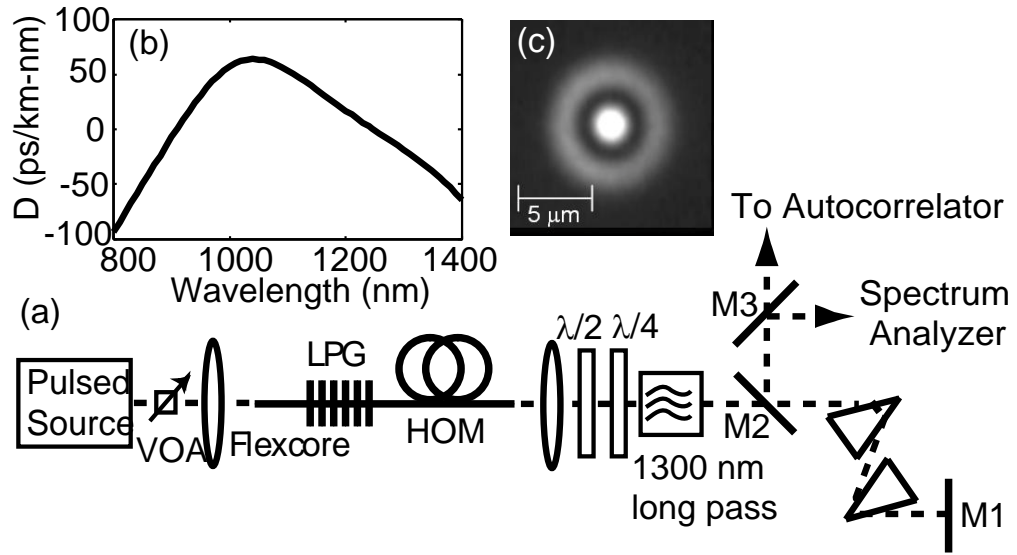 100
50
0
-50
-100
D (ps/km-nm)
(b)
800 1000 1200 1400
Wavelength (nm)
(c)
5 μm
To Autocorrelator
M3
Spectrum
Analyzer
(a)
Pulsed
Source
VOA
Flexcore
LPG
HOM
λ/2 λ/4
1300 nm
long pass
M2
M1